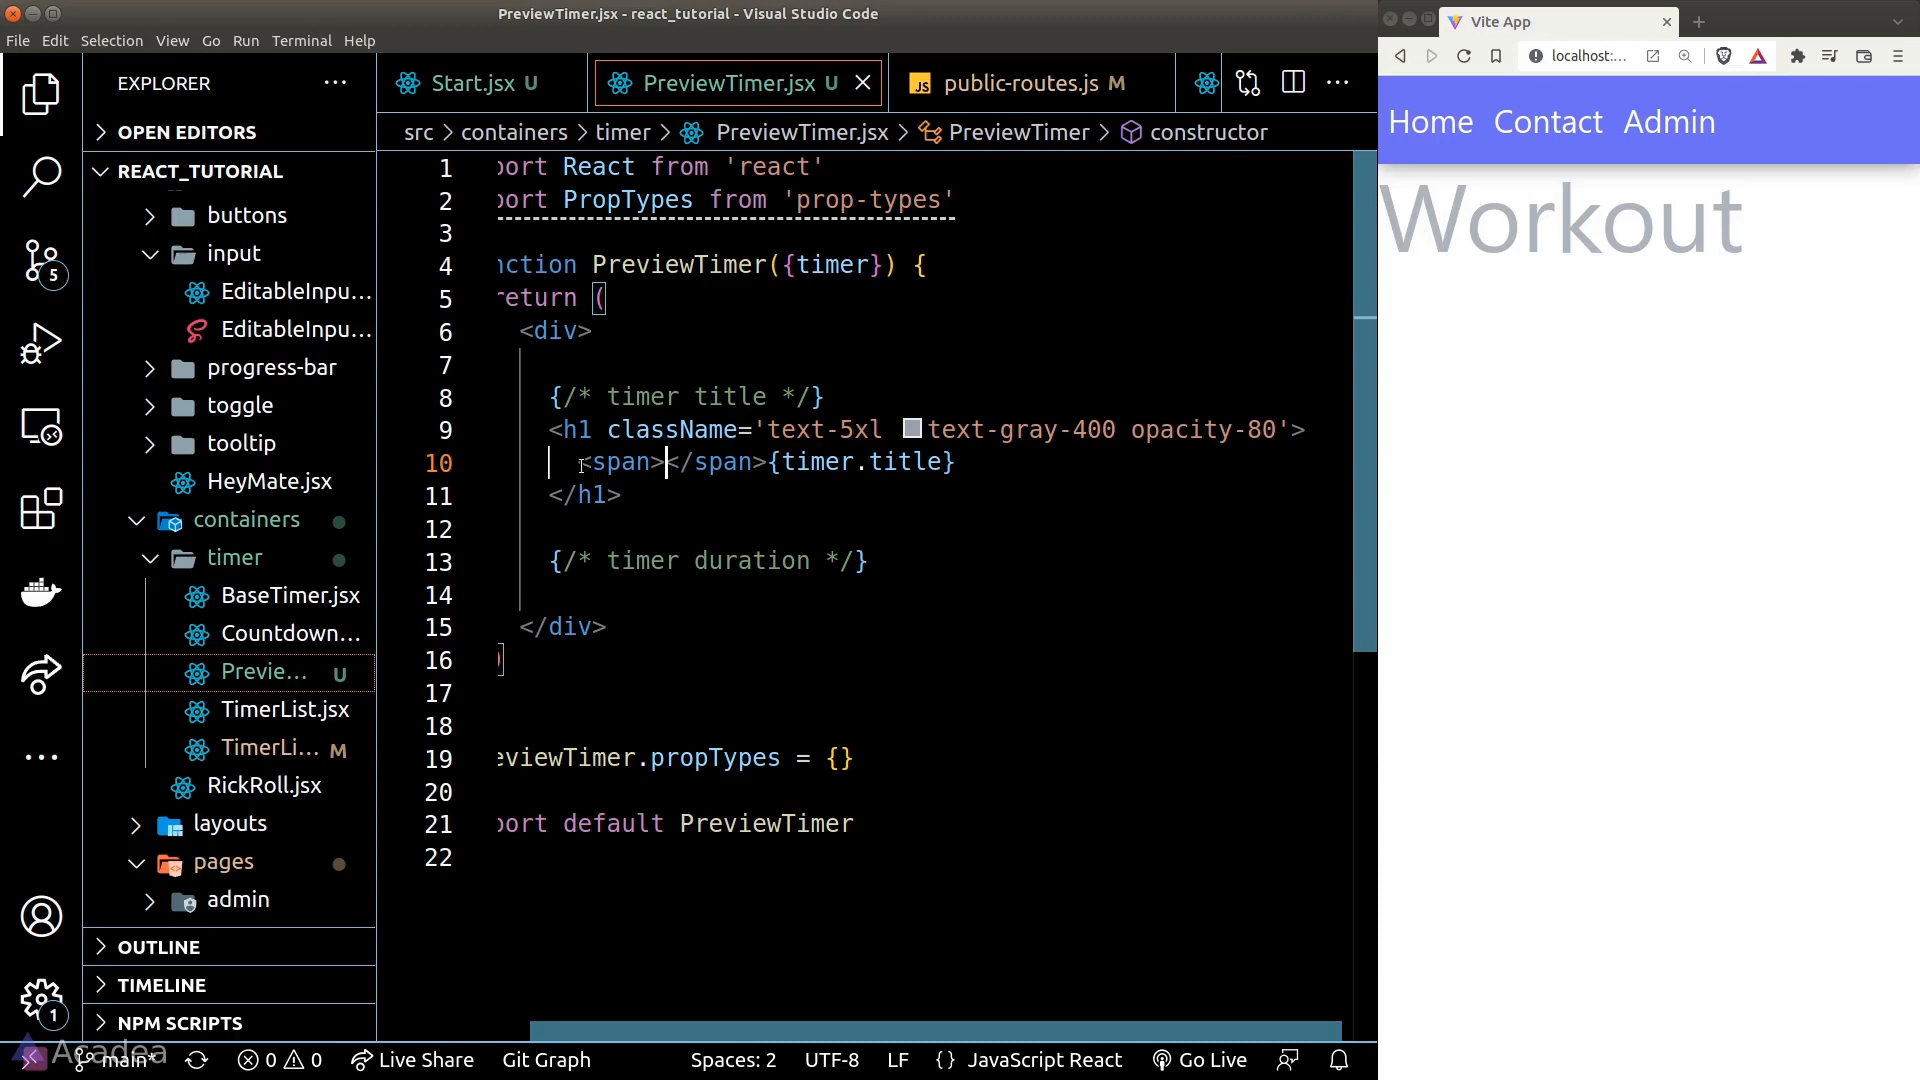 PreviewTimer.jsx - react_tutorial - Visual Studio Code
File Edit Selection View Go Run Terminal Help
EXPLORER
OPEN EDITORS
REACT_TUTORIAL
buttons
input
EditableInpu...
EditableInpu...
progress-bar
toggle
tooltip
HeyMate.jsx
containers
timer
BaseTimer.jsx
Countdown...
Previe... U
TimerList.jsx
TimerLi... M
RickRoll.jsx
layouts
pages
admin
OUTLINE
TIMELINE
NPM SCRIPTS
5
1
Start.jsx U
PreviewTimer.jsx U
JS public-routes.js M
src > containers > timer > PreviewTimer.jsx > PreviewTimer > constructor
1 port React from 'react'
2 port PropTypes from 'prop-types'
3
4 nction PreviewTimer({timer}) {
5 return (
6 <div>
7
8 {/* timer title */}
9 <h1 className='text-5xl text-gray-400 opacity-80'>
10 <span></span>{timer.title}
11 </h1>
12
13 {/* timer duration */}
14
15 </div>
16 )
17
18
19 eviewTimer.propTypes = {}
20
21 port default PreviewTimer
22
Acadea
main* 0 0 Live Share Git Graph Spaces: 2 UTF-8 LF {} JavaScript React Go Live
Vite App
localhost:...
Home Contact Admin
Workout